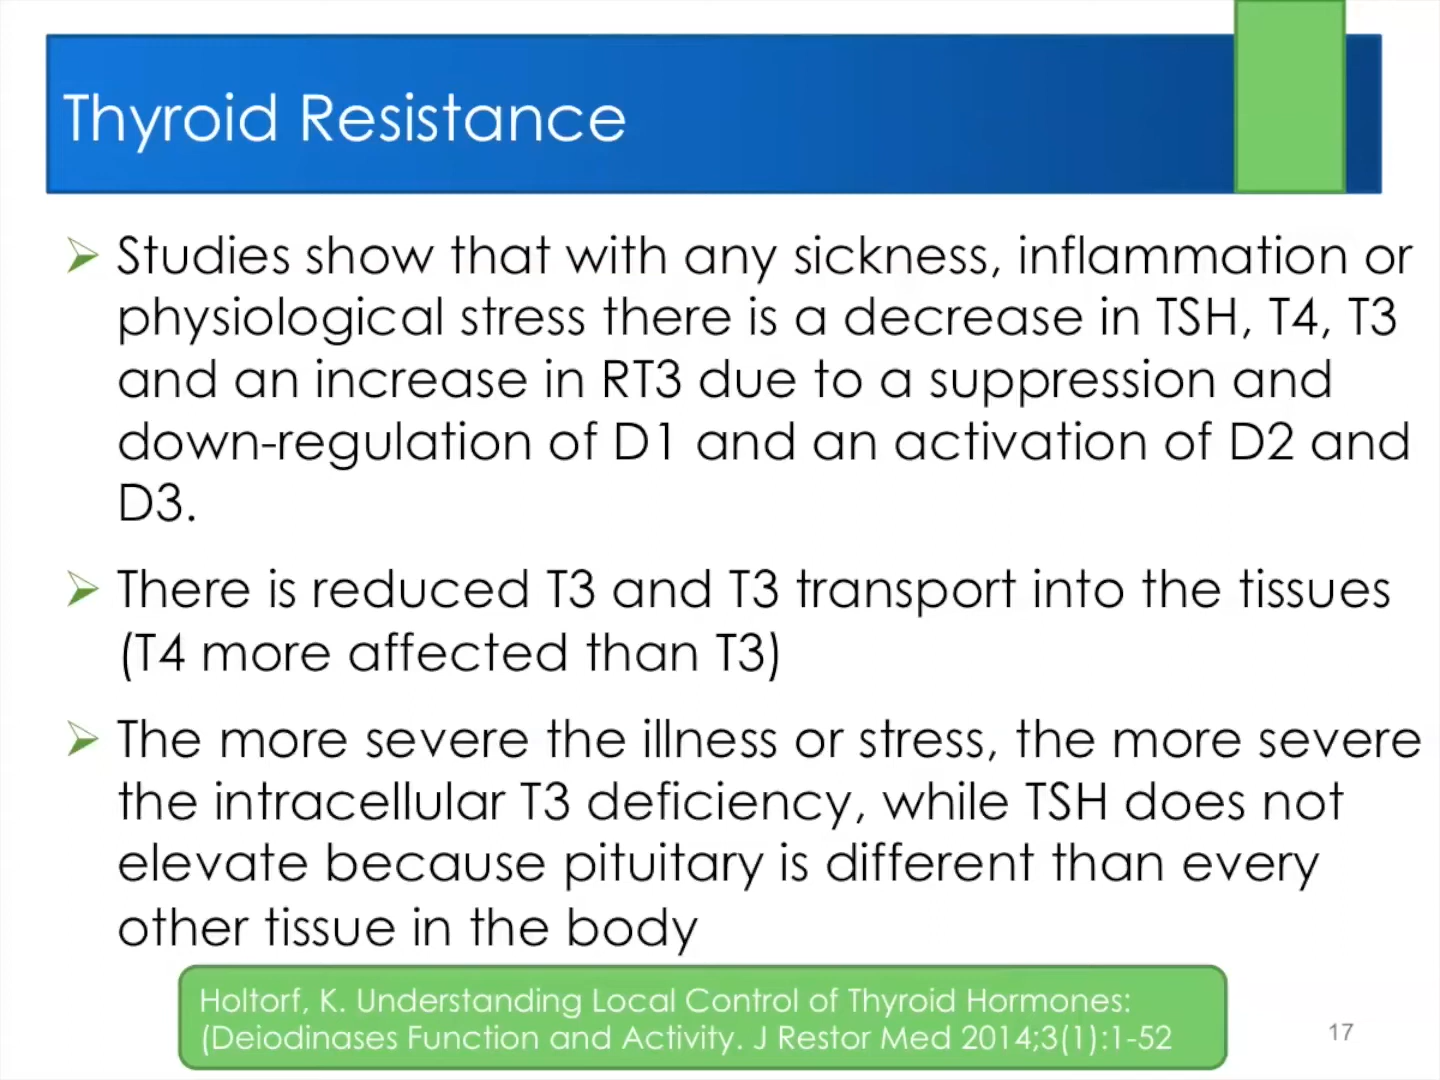 Thyroid Resistance
Studies show that with any sickness, inflammation or
physiological stress there is a decrease in TSH, T4, T3
and an increase in RT3 due to a suppression and
down-regulation of D1 and an activation of D2 and
D3.
There is reduced T3 and T3 transport into the tissues
(T4 more affected than T3)
The more severe the illness or stress, the more severe
the intracellular T3 deficiency, while TSH does not
elevate because pituitary is different than every
other tissue in the body
Holtorf, K. Understanding Local Control of Thyroid Hormones:
(Deiodinases Function and Activity. J Restor Med 2014;3(1):1-52
17